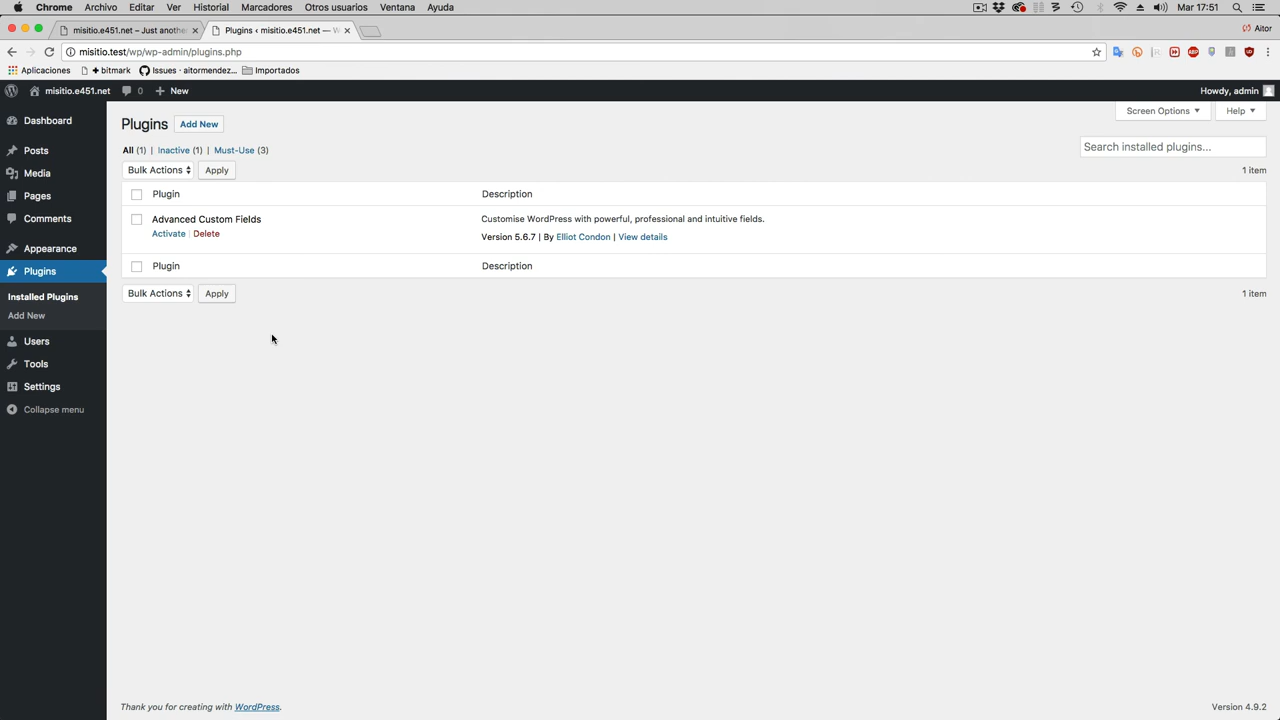 Chrome Archivo Editar Ver Historial Marcadores Otros usuarios Ventana Ayuda Mar 17:51
misitio.e451.net – Just anothe Plugins ‹ misitio.e451.net — W Aitor
misitio.test/wp/wp-admin/plugins.php
Aplicaciones bitmark Issues · aitormendez... Importados
misitio.e451.net 0 New Howdy, admin
Dashboard
Posts
Media
Pages
Comments
Appearance
Plugins
Installed Plugins
Add New
Users
Tools
Settings
Collapse menu
Screen Options Help
Plugins Add New
All (1) | Inactive (1) | Must-Use (3)
Search installed plugins...
Bulk Actions Apply 1 item
Plugin Description
Advanced Custom Fields Customise WordPress with powerful, professional and intuitive fields.
Activate | Delete Version 5.6.7 | By Elliot Condon | View details
Plugin Description
Bulk Actions Apply 1 item
Thank you for creating with WordPress. Version 4.9.2